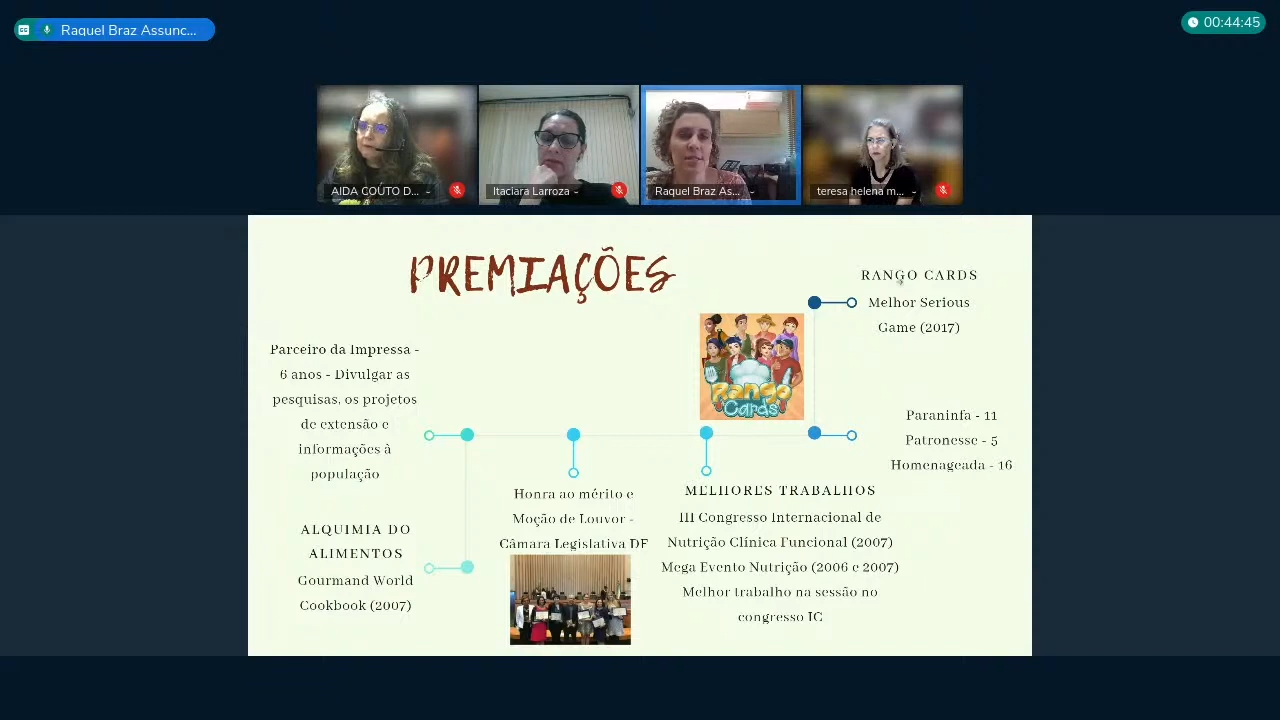 Raquel Braz Assunc...
00:44:45
AIDA COUTO D...
Itaciara Larroza
Raquel Braz As...
teresa helena m...
PREMIAÇÕES
RANGO CARDS
Melhor Serious
Game (2017)
Rango
Cards
Parceiro da Impressa -
6 anos - Divulgar as
pesquisas, os projetos
de extensão e
informações à
população
Paraninfa - 11
Patronesse - 5
Homenageada - 16
ALQUIMIA DO
ALIMENTOS
Gourmand World
Cookbook (2007)
Honra ao mérito e
Moção de Louvor -
Câmara Legislativa DF
MELHORES TRABALHOS
III Congresso Internacional de
Nutrição Clínica Funcional (2007)
Mega Evento Nutrição (2006 e 2007)
Melhor trabalho na sessão no
congresso IC